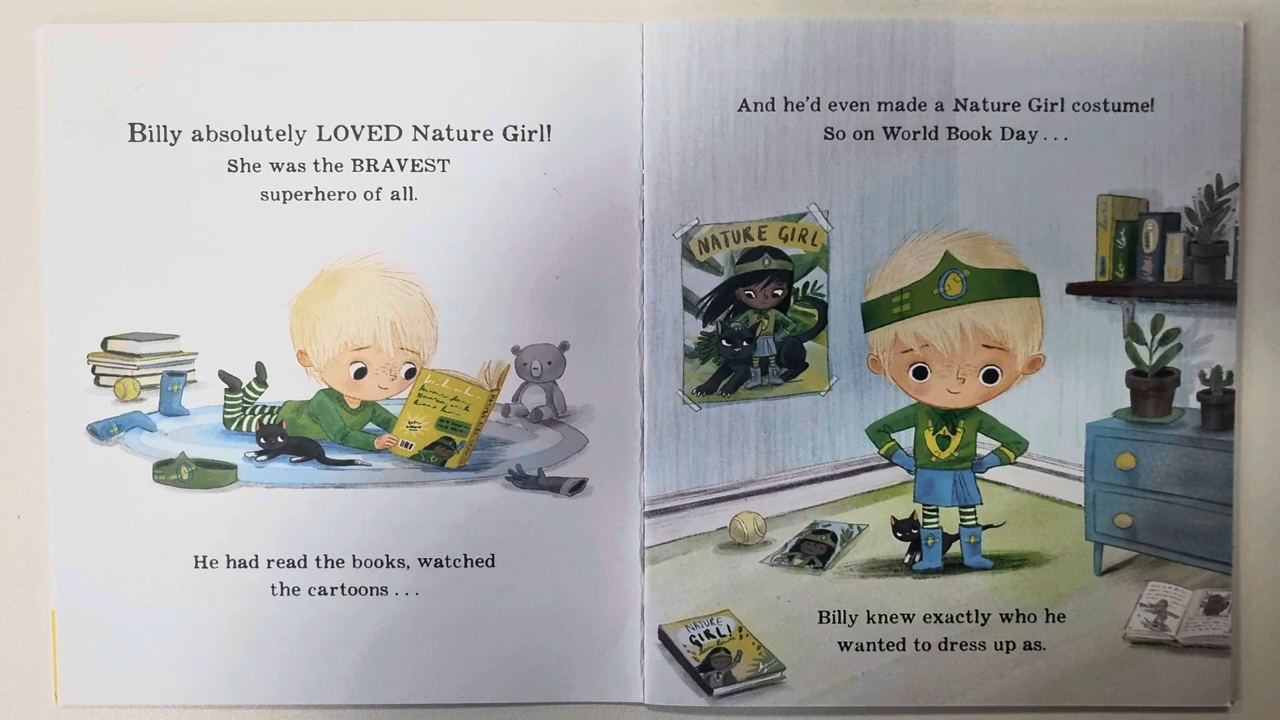 Billy absolutely LOVED Nature Girl!
She was the BRAVEST
superhero of all.
He had read the books, watched
the cartoons . . .
And he'd even made a Nature Girl costume!
So on World Book Day . . .
NATURE GIRL
NATURE
GIRL!
Billy knew exactly who he
wanted to dress up as.